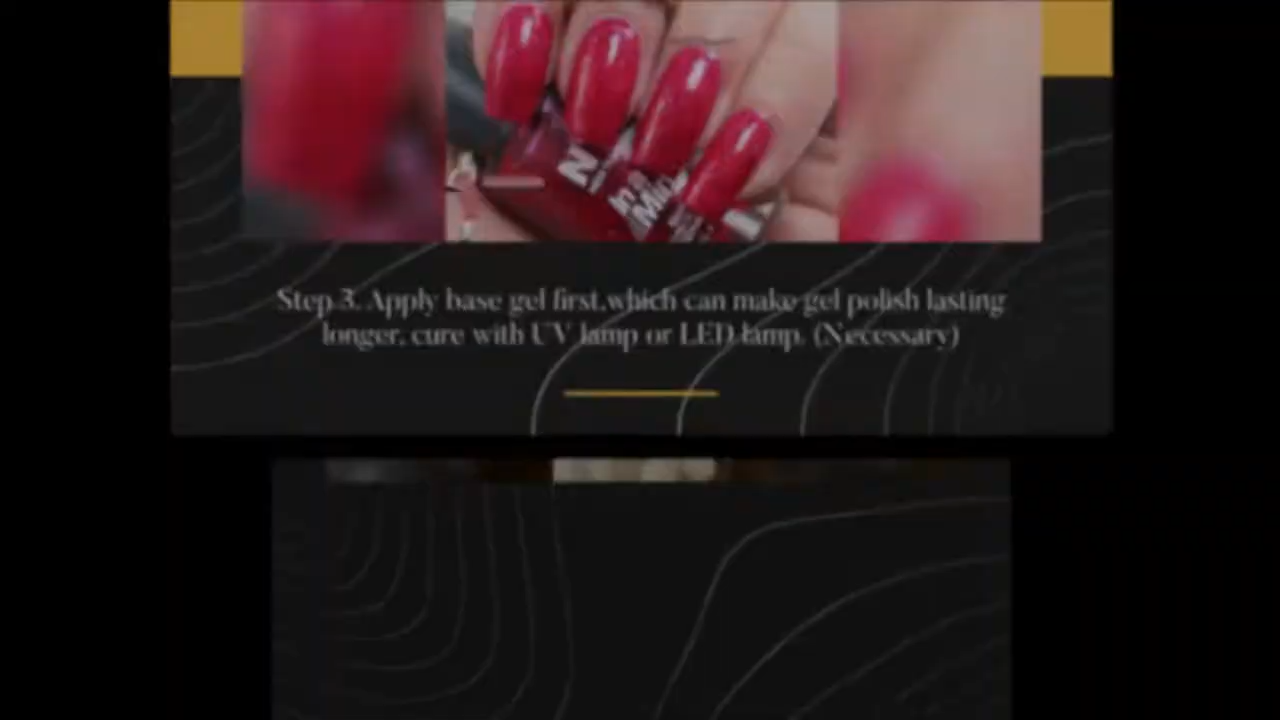 In a
Step 3. Apply base gel first,which can make gel polish lasting
longer, cure with UV lamp or LED lamp. (Necessary)